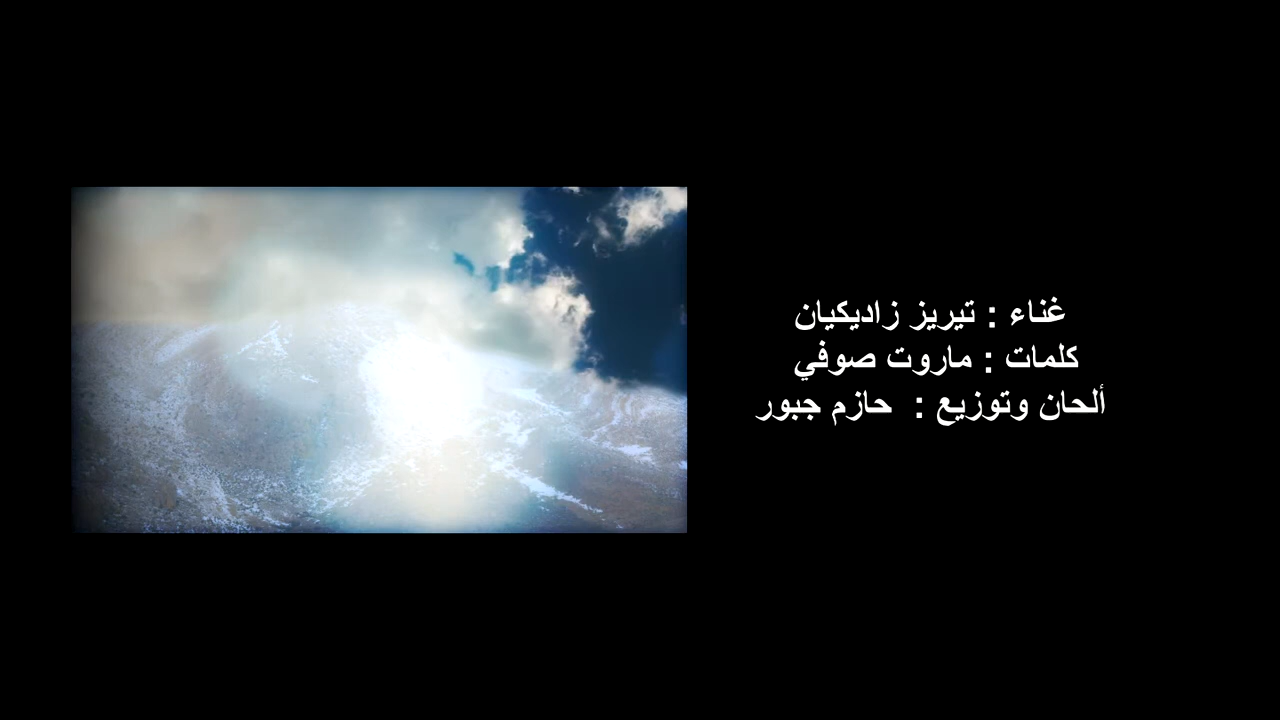 غناء : تيريز زاديكيان
كلمات : ماروت صوفي
ألحان وتوزيع : حازم جبور